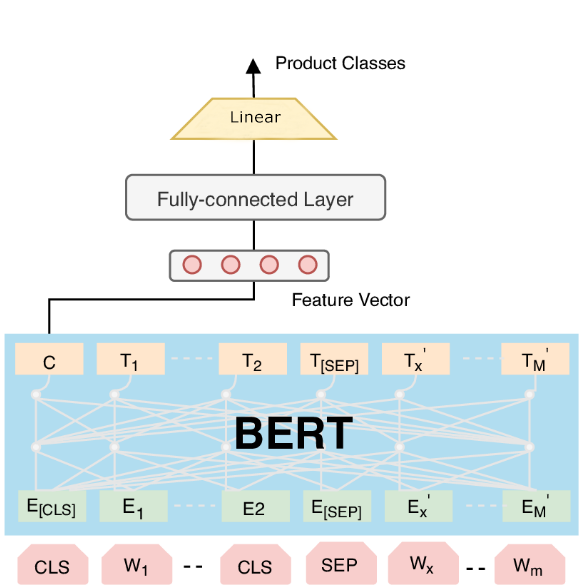 Product Classes
Linear
Fully-connected Layer
Feature Vector
C T1 T2 T[SEP] Tx' TM'
BERT
E[CLS] E1 E2 E[SEP] Ex' EM'
CLS W1 -- CLS SEP Wx -- Wm